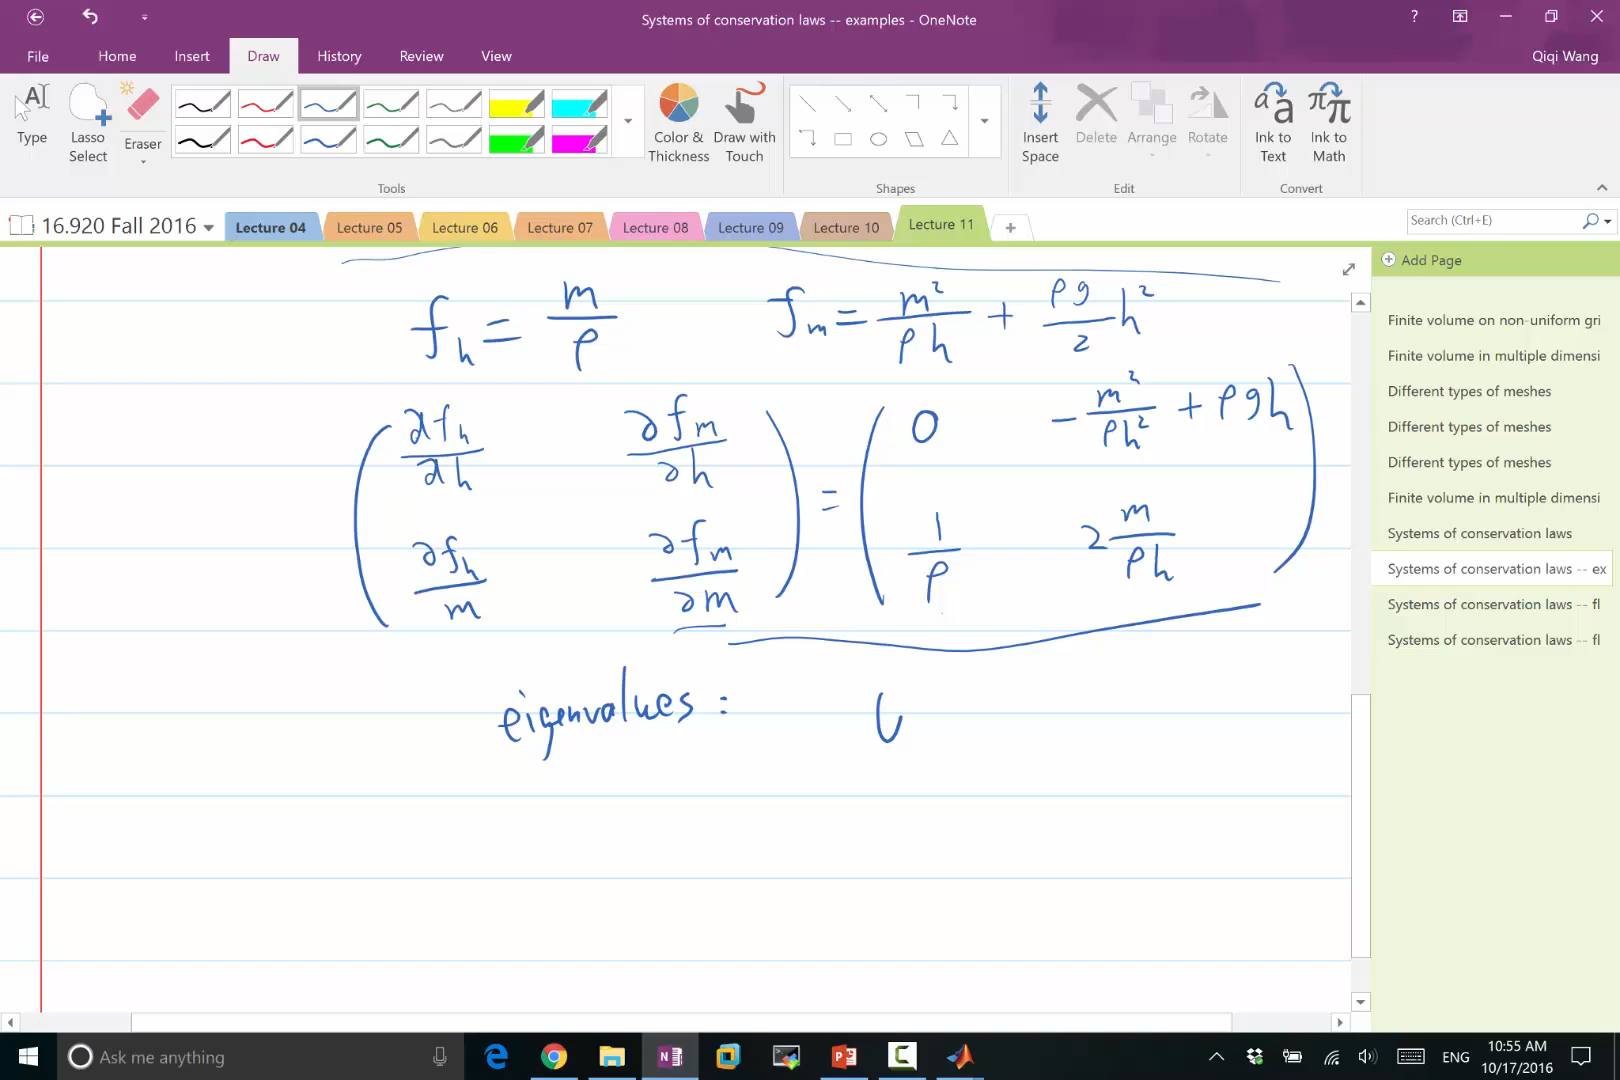 Systems of conservation laws -- examples - OneNote
?
File Home Insert Draw History Review View
Qiqi Wang
Type Lasso Select Eraser Color & Thickness Draw with Touch Insert Space Delete Arrange Rotate Ink to Text Ink to Math
Tools Shapes Edit Convert
16.920 Fall 2016 Lecture 04 Lecture 05 Lecture 06 Lecture 07 Lecture 08 Lecture 09 Lecture 10 Lecture 11 +
Search (Ctrl+E)
Add Page
Finite volume on non-uniform gri
Finite volume in multiple dimensi
Different types of meshes
Different types of meshes
Different types of meshes
Finite volume in multiple dimensi
Systems of conservation laws
Systems of conservation laws -- ex
Systems of conservation laws -- fl
Systems of conservation laws -- fl
f_h = m/ρ f_m = m²/ρh + ρg/2 h²
( ∂f_h/∂h ∂f_m/∂h ) = ( 0 - m²/ρh² + ρgh )
( ∂f_h/m ∂f_m/∂m ) ( 1/ρ 2 m/ρh )
eigenvalues:
Ask me anything
ENG
10:55 AM
10/17/2016